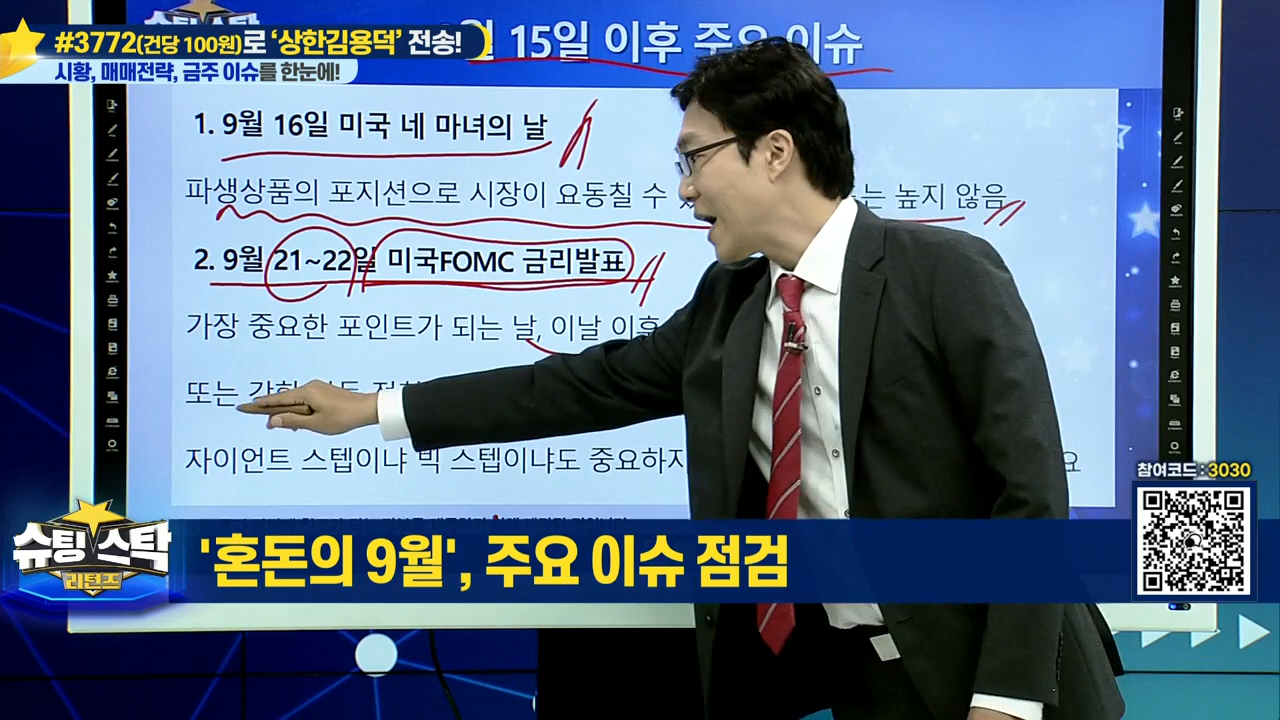 #3772(건당 100원)로 '상한김용덕' 전송!
시황, 매매전략, 금주 이슈를 한눈에!
15일 이후 주요 이슈
1. 9월 16일 미국 네 마녀의 날
파생상품의 포지션으로 시장이 요동칠 수 는 높지 않음
2. 9월 21~22일 미국FOMC 금리발표
가장 중요한 포인트가 되는 날, 이날 이후
또는
자이언트 스텝이냐 빅 스텝이냐도 중요하지 요
참여코드 : 3030
슈팅스탁
리턴즈
'혼돈의 9월', 주요 이슈 점검